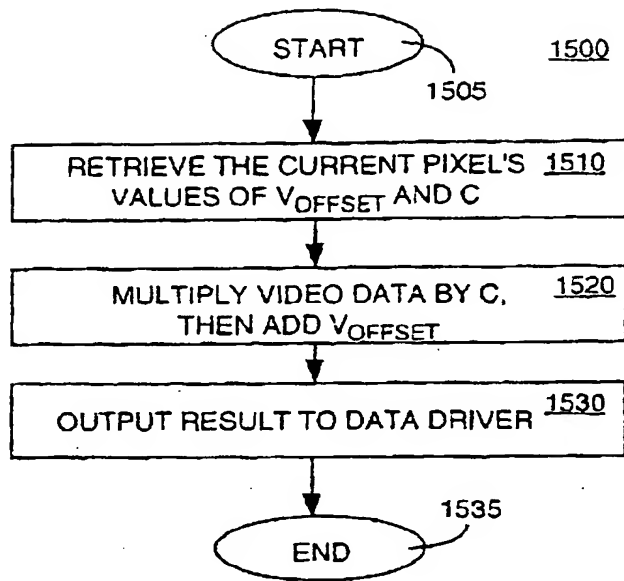 START
1500
1505
RETRIEVE THE CURRENT PIXEL'S 1510
VALUES OF VOFFSET AND C
MULTIPLY VIDEO DATA BY C, 1520
THEN ADD VOFFSET
OUTPUT RESULT TO DATA DRIVER 1530
1535
END